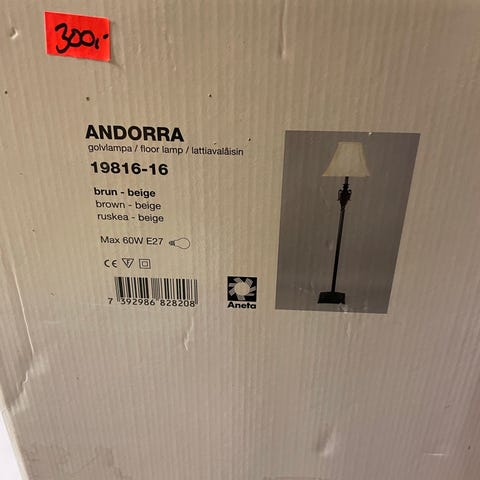 300,-
ANDORRA
golvlampa / floor lamp / lattiavalaisin
19816-16
brun - beige
brown - beige
ruskea - beige
Max 60W E27
CE
7 392986 828208
Aneta